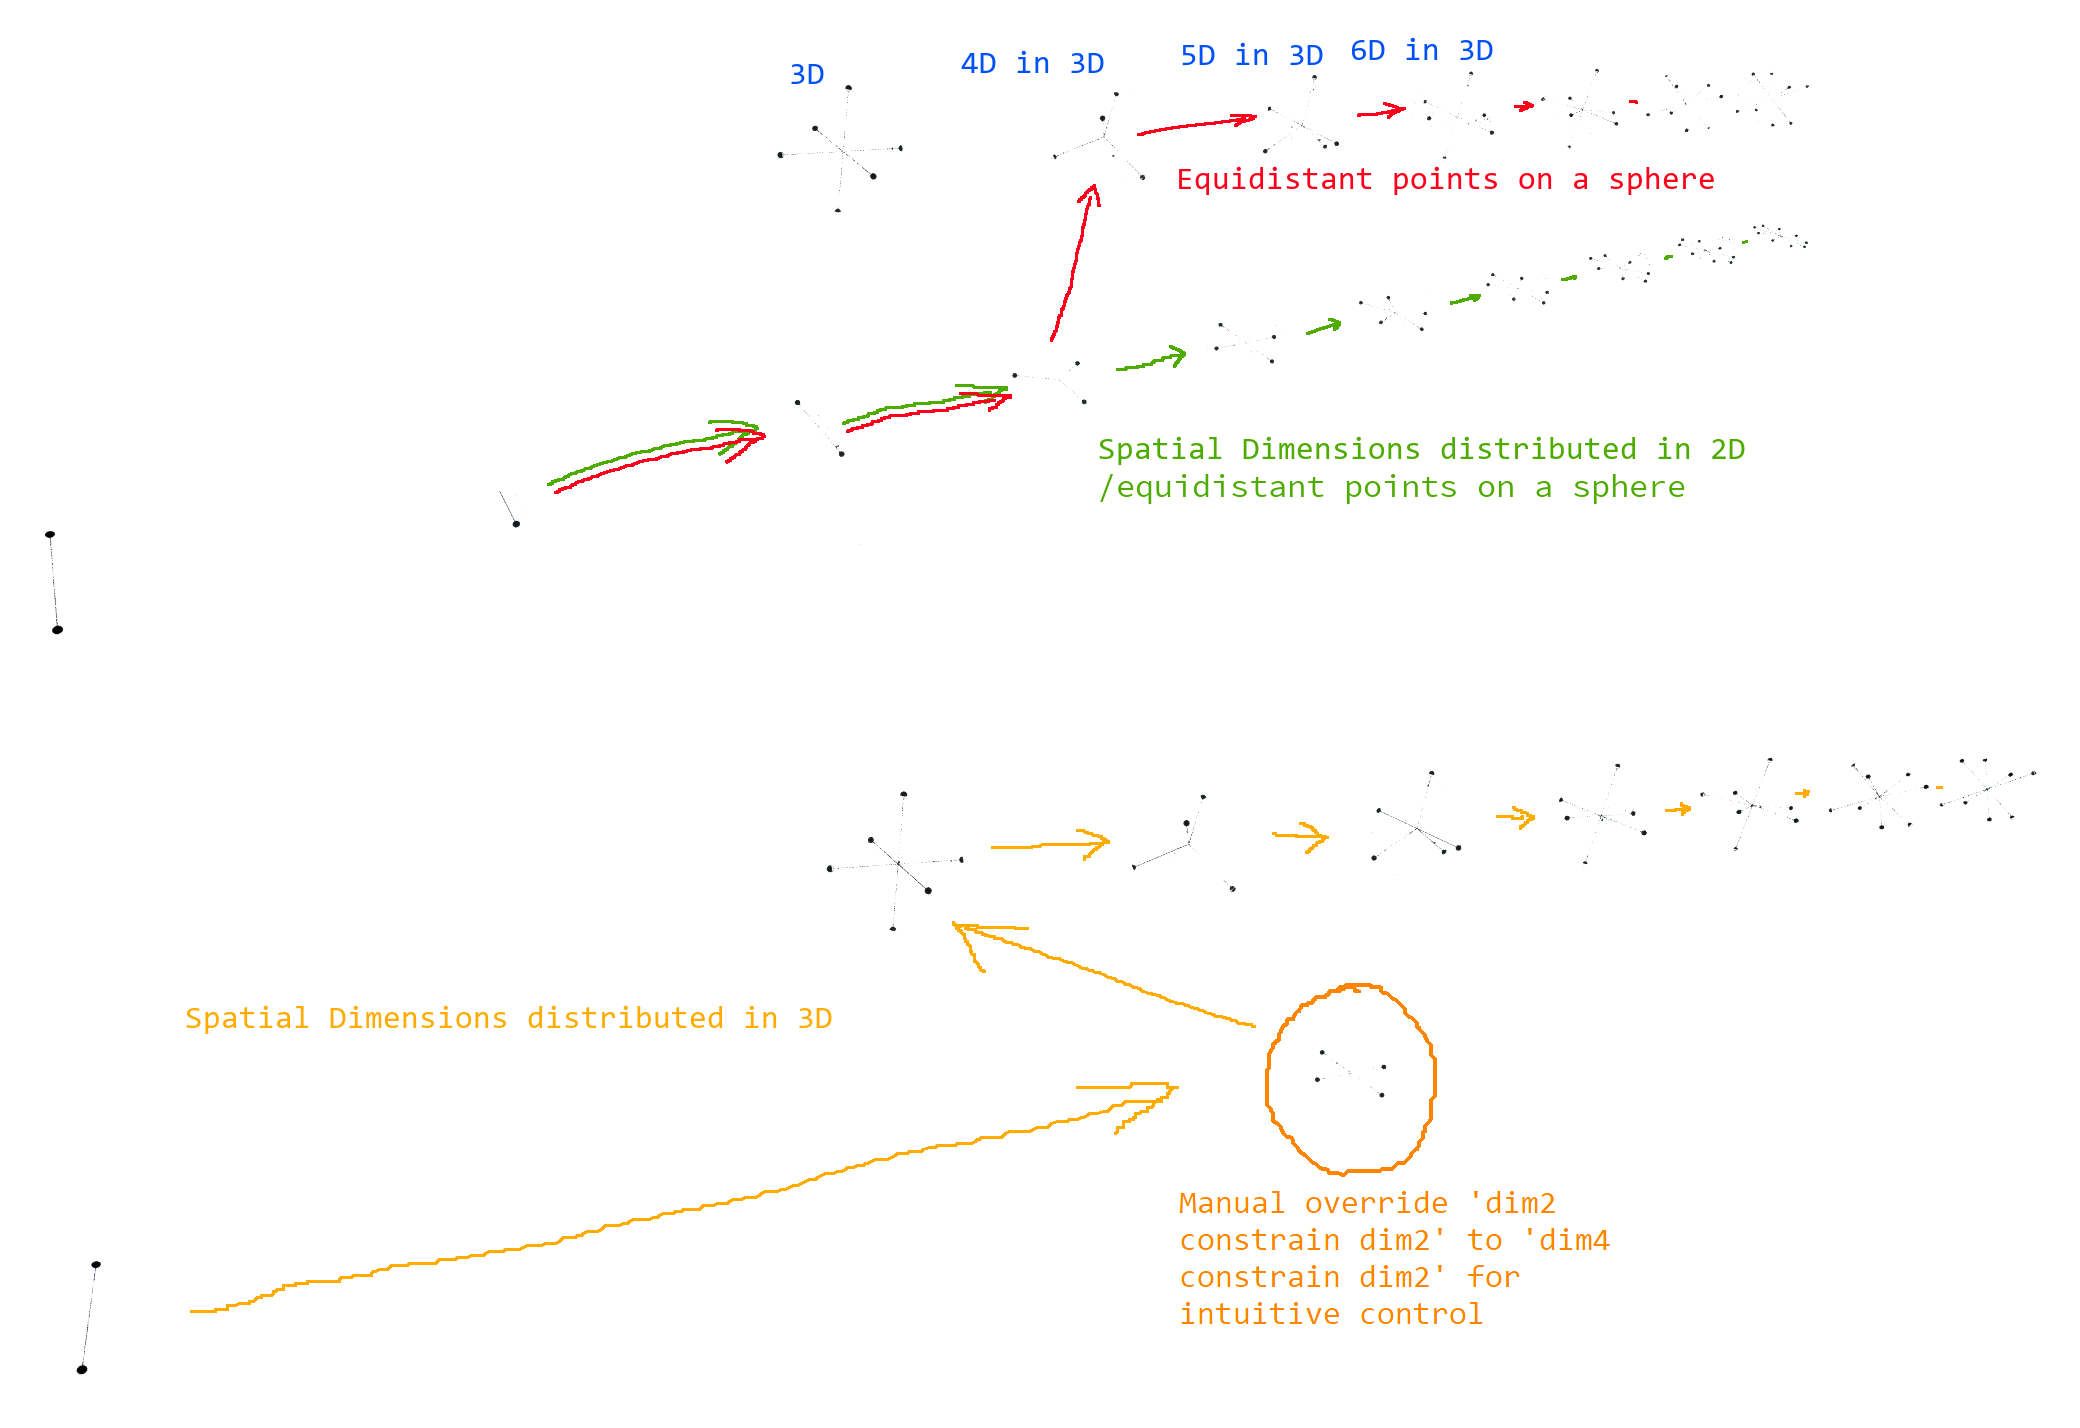 3D
4D in 3D
5D in 3D
6D in 3D
Equidistant points on a sphere
Spatial Dimensions distributed in 2D
/equidistant points on a sphere
Spatial Dimensions distributed in 3D
Manual override 'dim2
constrain dim2' to 'dim4
constrain dim2' for
intuitive control